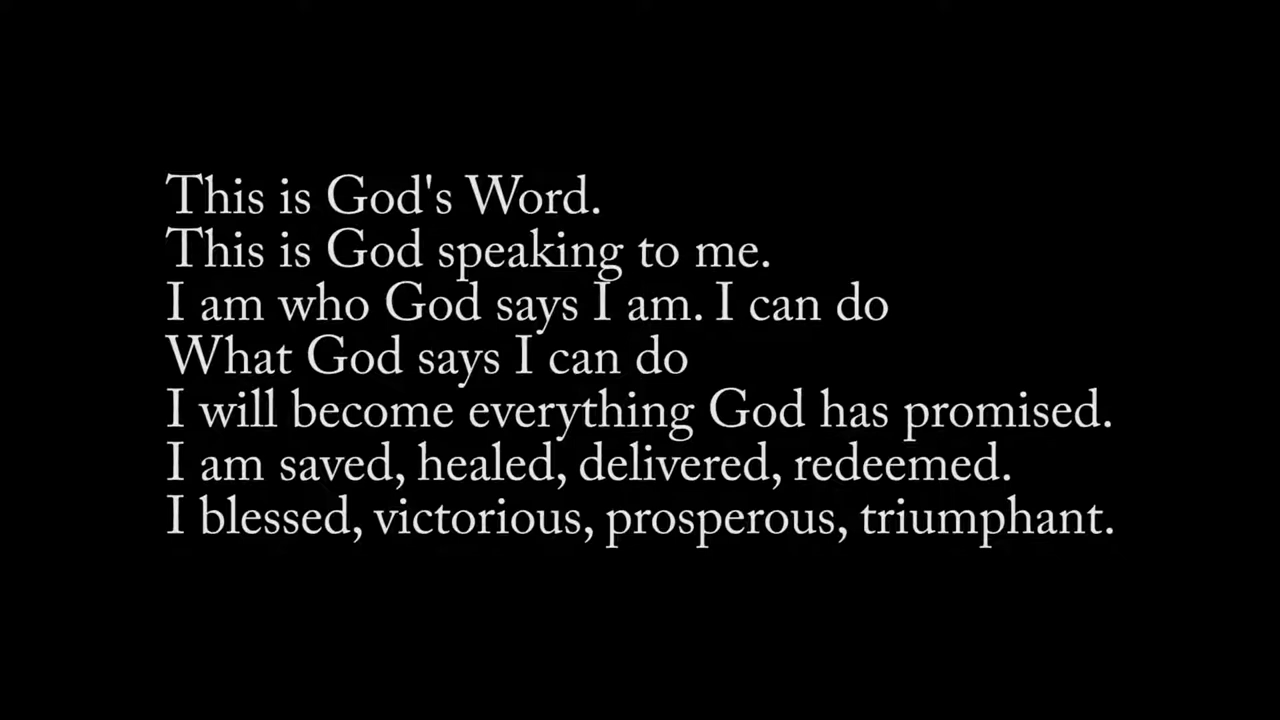 This is God's Word.
This is God speaking to me.
I am who God says I am. I can do
What God says I can do
I will become everything God has promised.
I am saved, healed, delivered, redeemed.
I blessed, victorious, prosperous, triumphant.